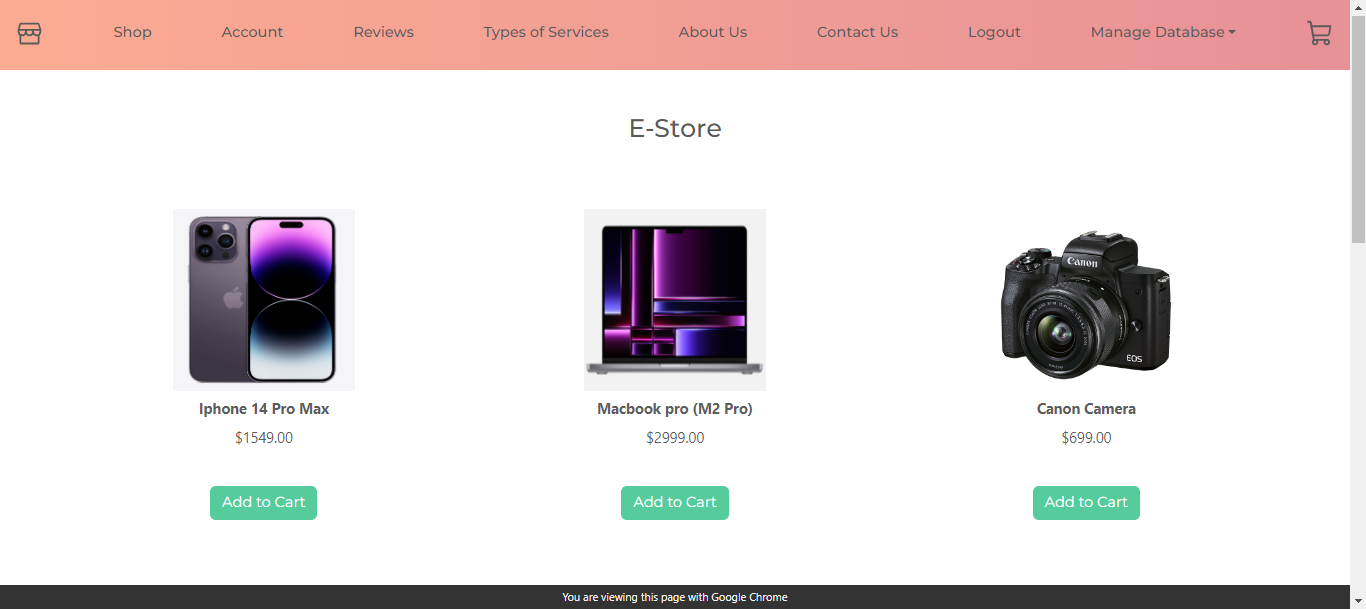 Shop Account Reviews Types of Services About Us Contact Us Logout Manage Database
E-Store
Canon
EOS
Iphone 14 Pro Max Macbook pro (M2 Pro) Canon Camera
$1549.00 $2999.00 $699.00
Add to Cart Add to Cart Add to Cart
You are viewing this page with Google Chrome